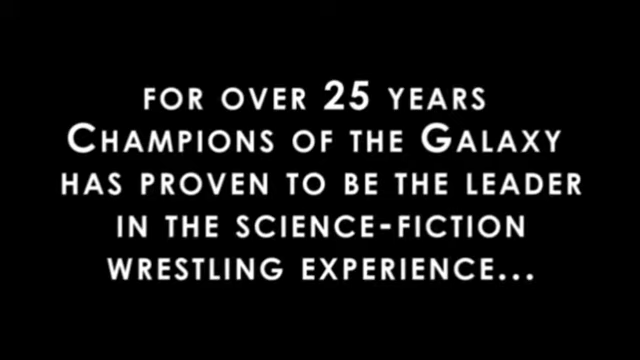 FOR OVER 25 YEARS
CHAMPIONS OF THE GALAXY
HAS PROVEN TO BE THE LEADER
IN THE SCIENCE-FICTION
WRESTLING EXPERIENCE...